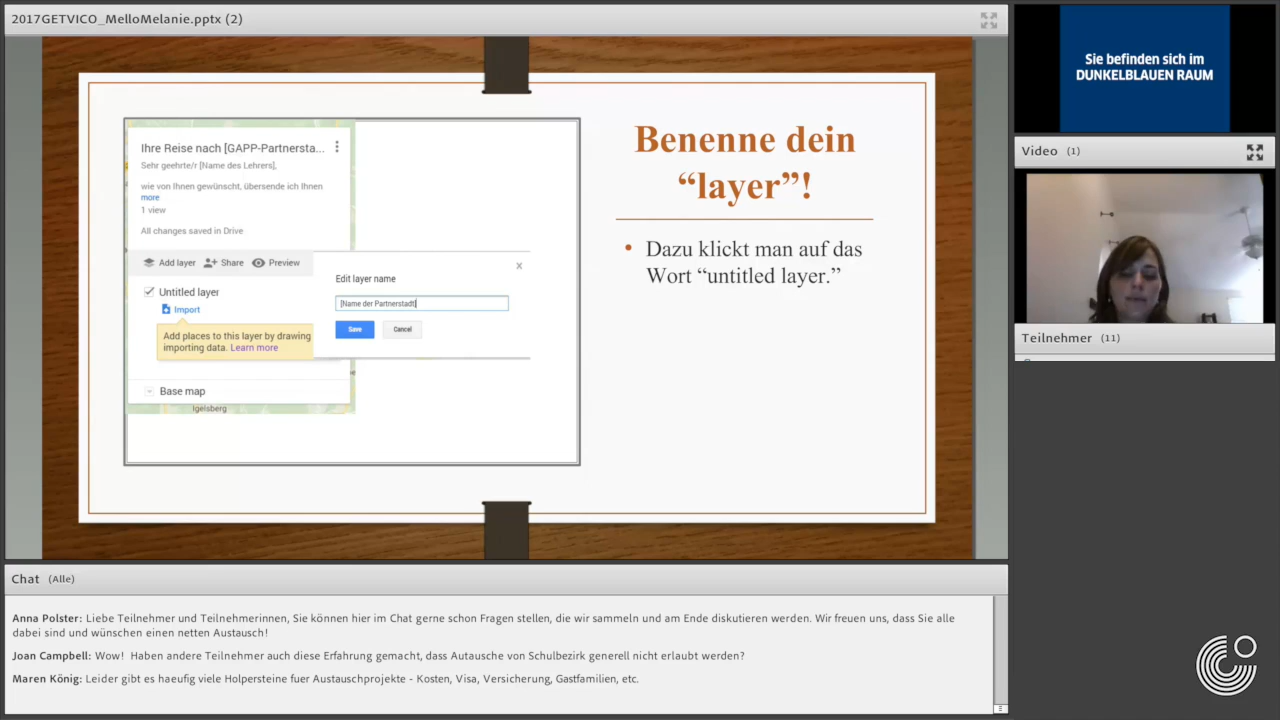 2017GETVICO_MelloMelanie.pptx (2)
Ihre Reise nach [GAPP-Partnersta...
Sehr geehrte/r [Name des Lehrers],
wie von Ihnen gewünscht, übersende ich Ihnen
more
1 view
All changes saved in Drive
Add layer Share Preview
Untitled layer
Import
Add places to this layer by drawing
importing data. Learn more
Base map
Igelsberg
X
Edit layer name
[Name der Partnerstadt]
Save Cancel
Benenne dein
“layer”!
• Dazu klickt man auf das
Wort “untitled layer.”
Sie befinden sich im
DUNKELBLAUEN RAUM
Video (1)
Teilnehmer (11)
Chat (Alle)
Anna Polster: Liebe Teilnehmer und Teilnehmerinnen, Sie können hier im Chat gerne schon Fragen stellen, die wir sammeln und am Ende diskutieren werden. Wir freuen uns, dass Sie alle
dabei sind und wünschen einen netten Austausch!
Joan Campbell: Wow! Haben andere Teilnehmer auch diese Erfahrung gemacht, dass Autausche von Schulbezirk generell nicht erlaubt werden?
Maren König: Leider gibt es haeufig viele Holpersteine fuer Austauschprojekte - Kosten, Visa, Versicherung, Gastfamilien, etc.